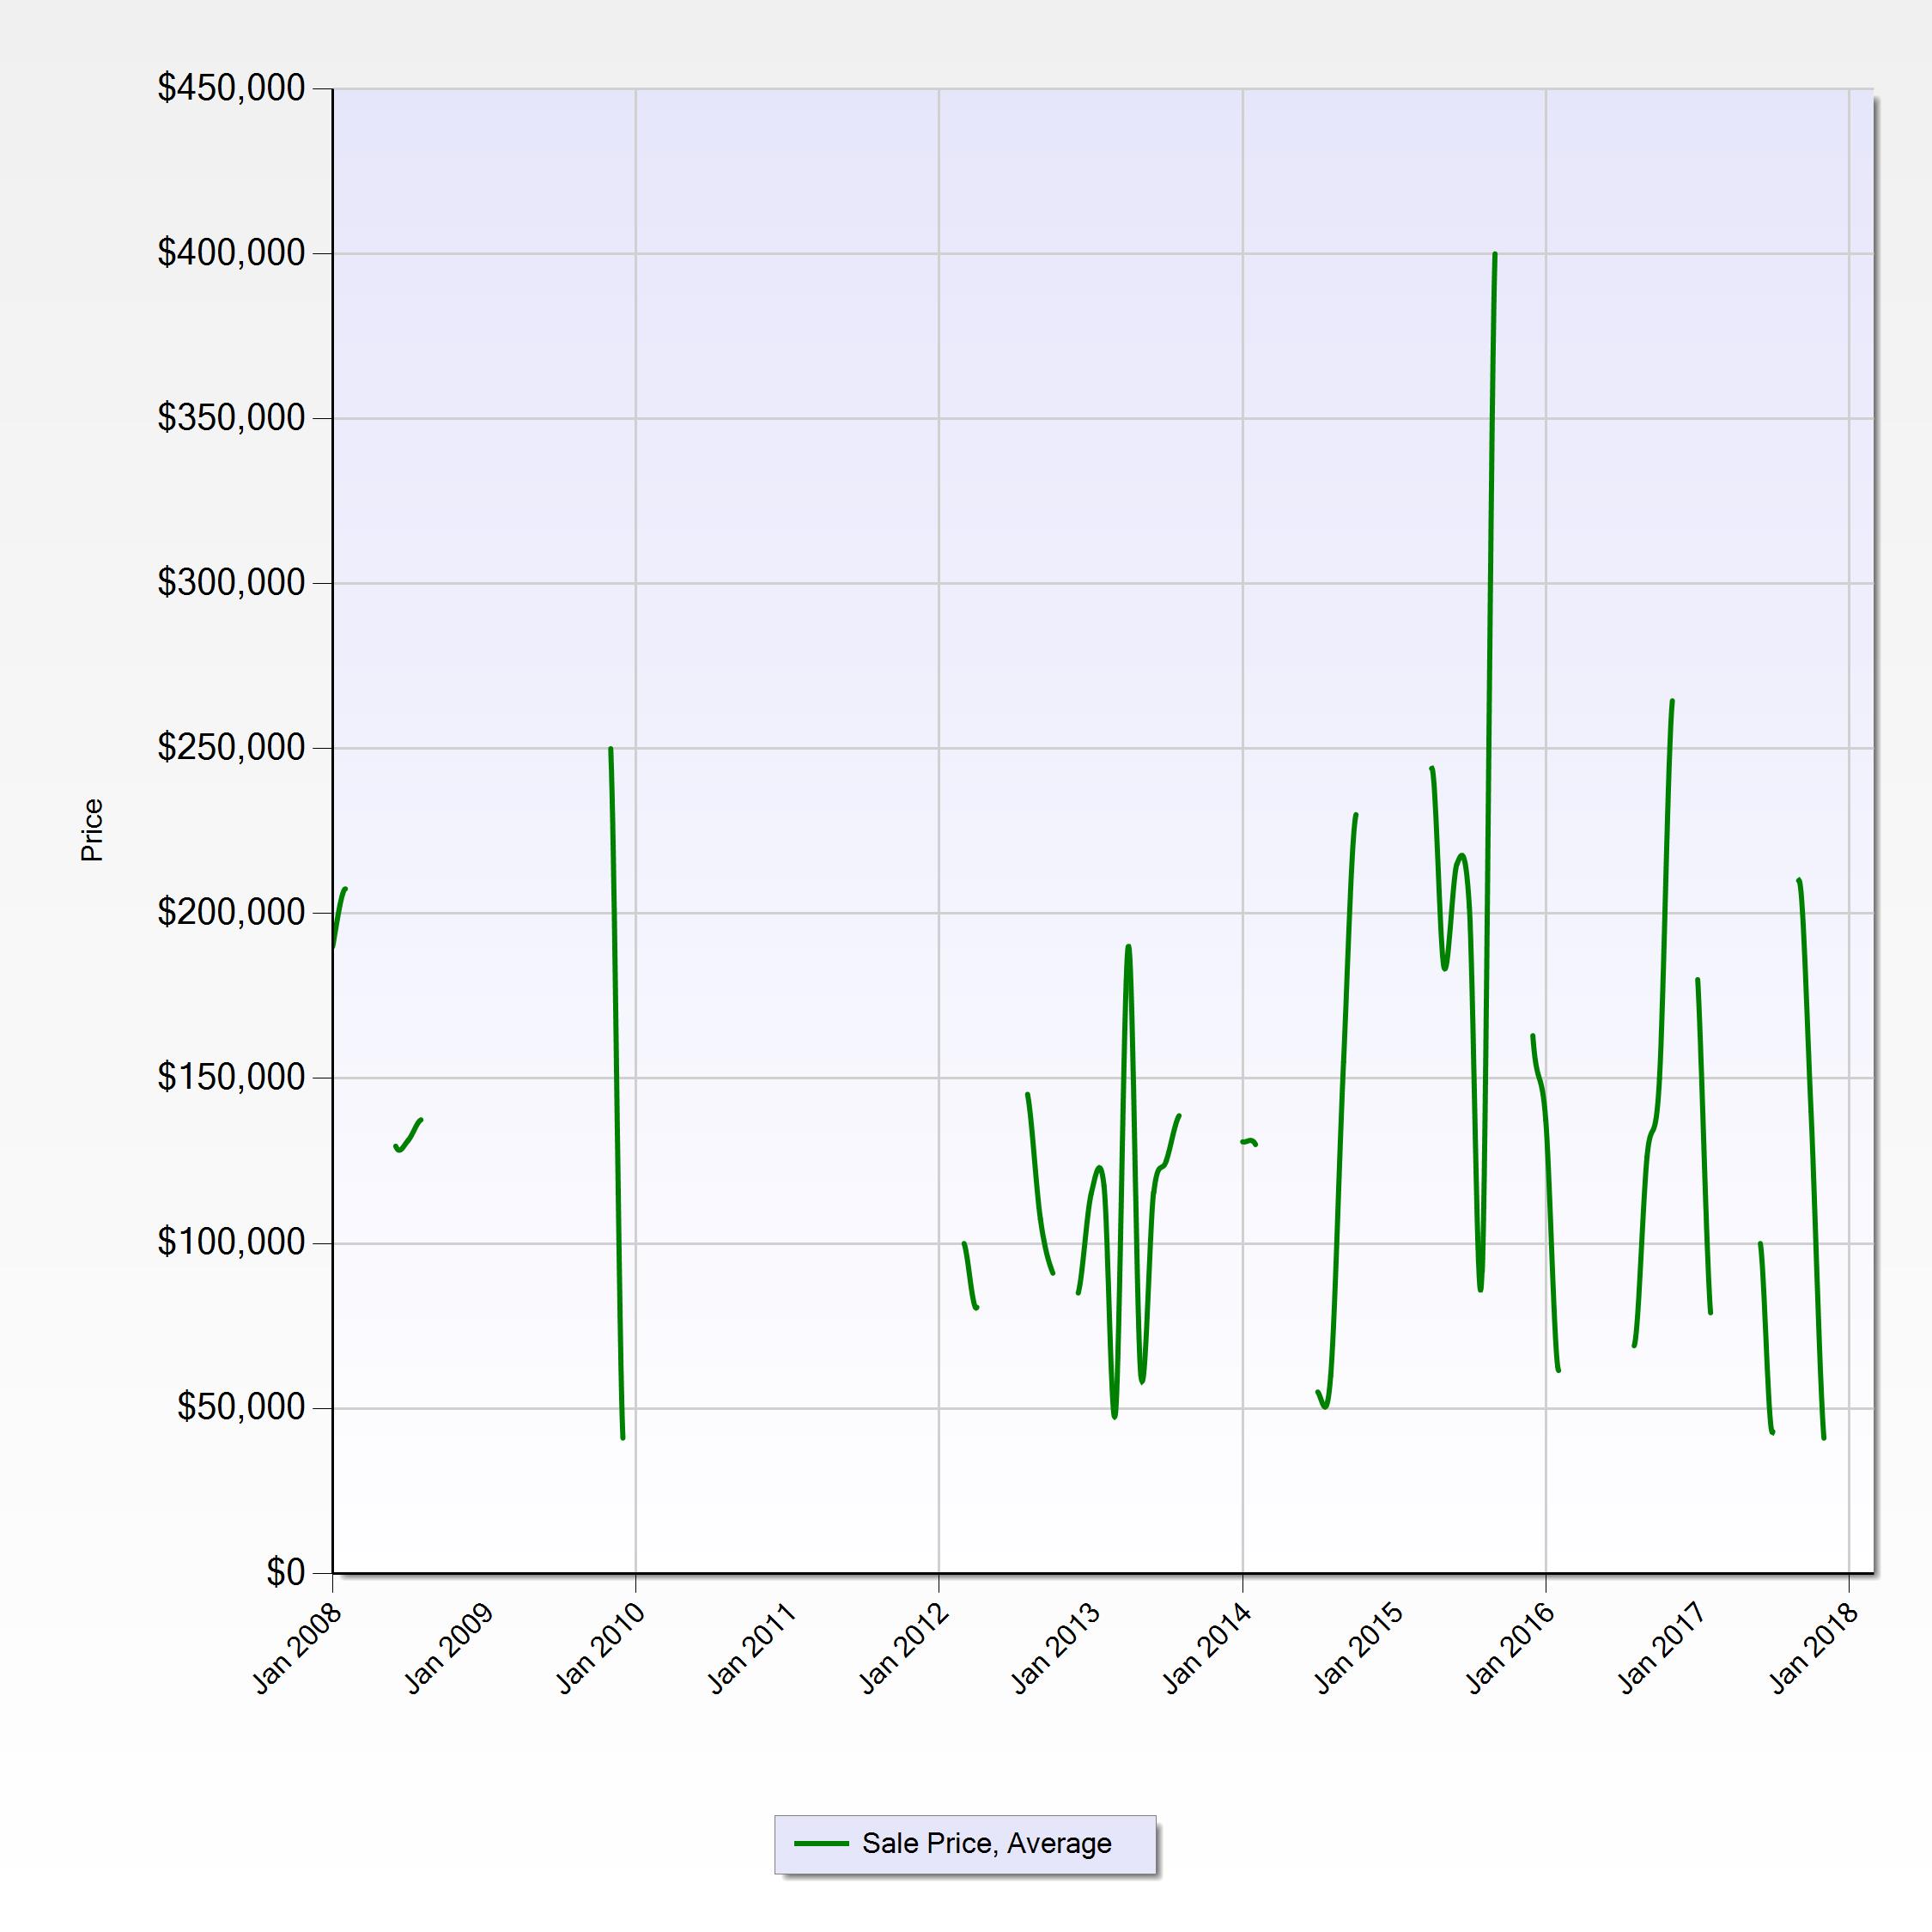 $450,000
$400,000
$350,000
$300,000
$250,000
$200,000
$150,000
$100,000
$50,000
$0
Price
Jan 2008
Jan 2009
Jan 2010
Jan 2011
Jan 2012
Jan 2013
Jan 2014
Jan 2015
Jan 2016
Jan 2017
Jan 2018
Sale Price, Average